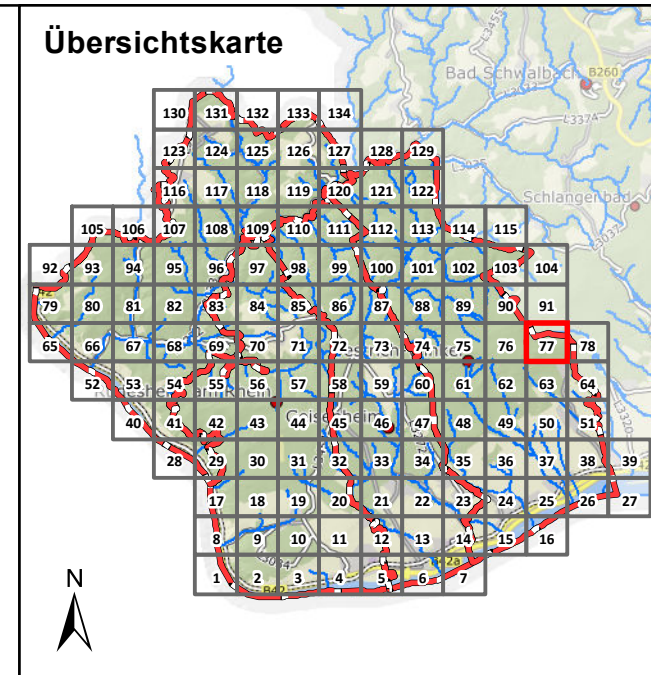 Übersichtskarte
Bad Schwalbach
B260
L3374
L3035
Schlangenbad
L3037
130 131 132 133 134
123 124 125 126 127 128 129
116 117 118 119 120 121 122
105 106 107 108 109 110 111 112 113 114 115
92 93 94 95 96 97 98 99 100 101 102 103 104
79 80 81 82 83 84 85 86 87 88 89 90 91
65 66 67 68 69 70 71 72 73 74 75 76 77 78
52 53 54 55 56 57 58 59 60 61 62 63 64
40 41 42 43 44 45 46 47 48 49 50 51
28 29 30 31 32 33 34 35 36 37 38 39
17 18 19 20 21 22 23 24 25 26 27
8 9 10 11 12 13 14 15 16
1 2 3 4 5 6 7
L3320
B42
B42a
N